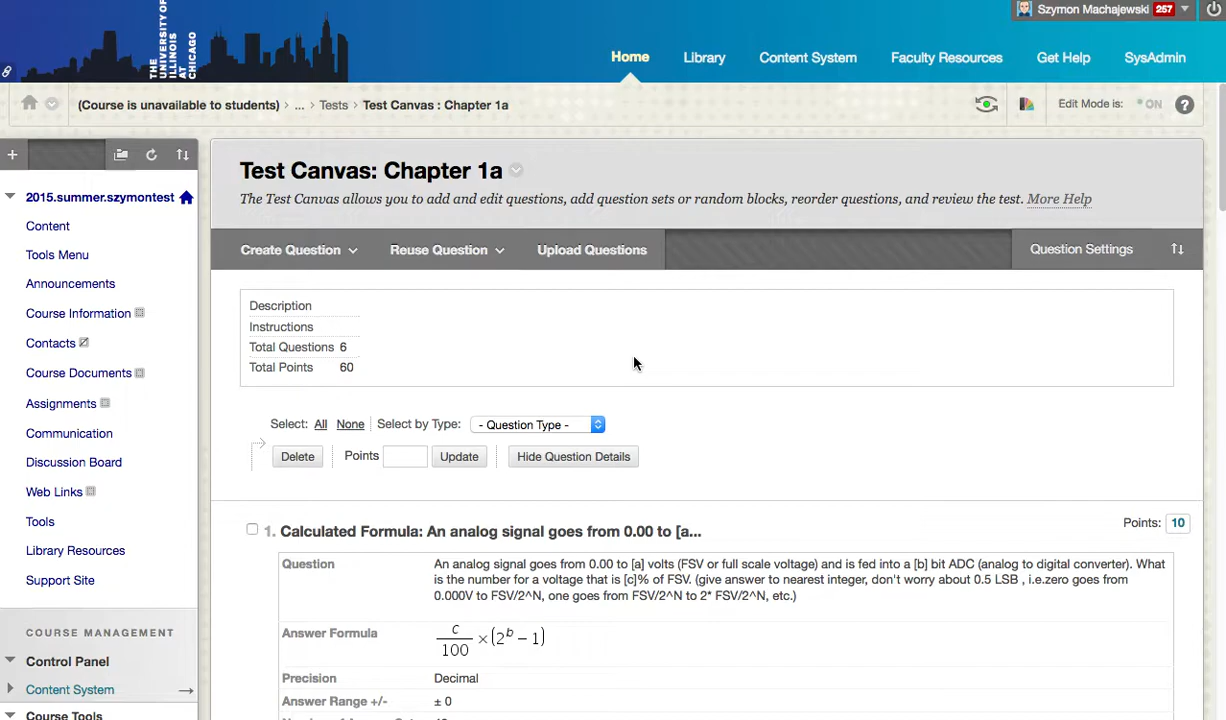 THE UNIVERSITY OF
ILLINOIS
AT
CHICAGO
Szymon Machajewski 257
Home Library Content System Faculty Resources Get Help SysAdmin
(Course is unavailable to students) > ... > Tests > Test Canvas : Chapter 1a
Edit Mode is: ON ?
2015.summer.szymontest
Content
Tools Menu
Announcements
Course Information
Contacts
Course Documents
Assignments
Communication
Discussion Board
Web Links
Tools
Library Resources
Support Site
COURSE MANAGEMENT
Control Panel
Content System
Course Tools
Test Canvas: Chapter 1a
The Test Canvas allows you to add and edit questions, add question sets or random blocks, reorder questions, and review the test. More Help
Create Question Reuse Question Upload Questions Question Settings
Description
Instructions
Total Questions 6
Total Points 60
Select: All None Select by Type: - Question Type -
Delete Points Update Hide Question Details
1. Calculated Formula: An analog signal goes from 0.00 to [a... Points: 10
Question An analog signal goes from 0.00 to [a] volts (FSV or full scale voltage) and is fed into a [b] bit ADC (analog to digital converter). What
is the number for a voltage that is [c]% of FSV. (give answer to nearest integer, don't worry about 0.5 LSB , i.e.zero goes from
0.000V to FSV/2^N, one goes from FSV/2^N to 2* FSV/2^N, etc.)
Answer Formula c/100 × (2^b − 1)
Precision Decimal
Answer Range +/- ± 0